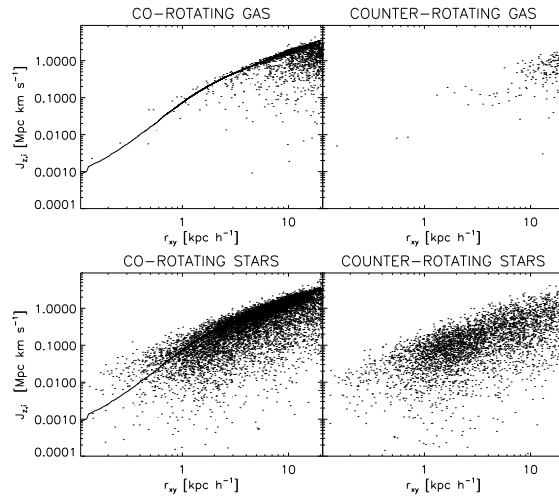 CO-ROTATING GAS
COUNTER-ROTATING GAS
J_z,i [Mpc km s⁻¹]
1.0000
0.1000
0.0100
0.0010
0.0001
1
10
1
10
r_xy [kpc h⁻¹]
r_xy [kpc h⁻¹]
CO-ROTATING STARS
COUNTER-ROTATING STARS
J_z,i [Mpc km s⁻¹]
1.0000
0.1000
0.0100
0.0010
0.0001
1
10
1
10
r_xy [kpc h⁻¹]
r_xy [kpc h⁻¹]